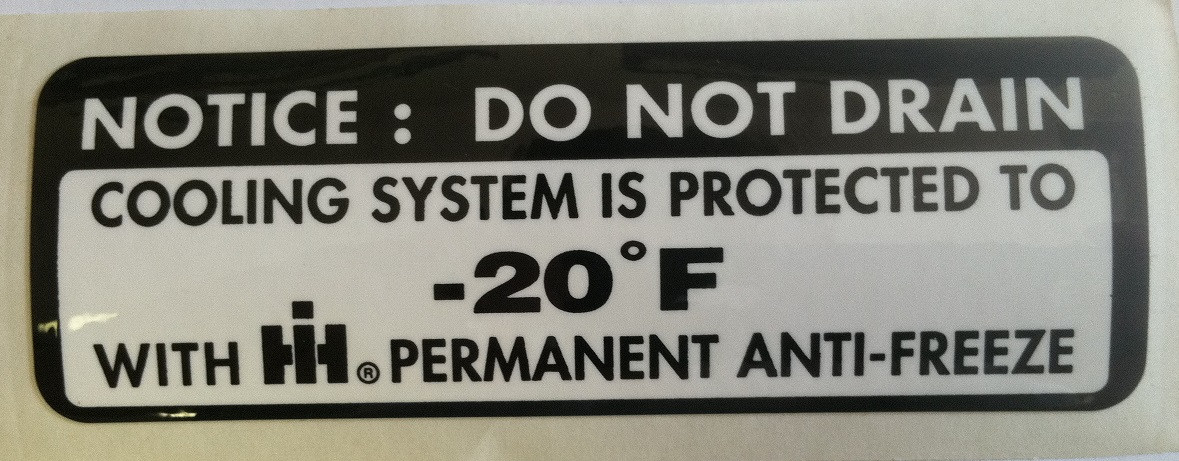 NOTICE : DO NOT DRAIN
COOLING SYSTEM IS PROTECTED TO
-20°F
WITH IH® PERMANENT ANTI-FREEZE